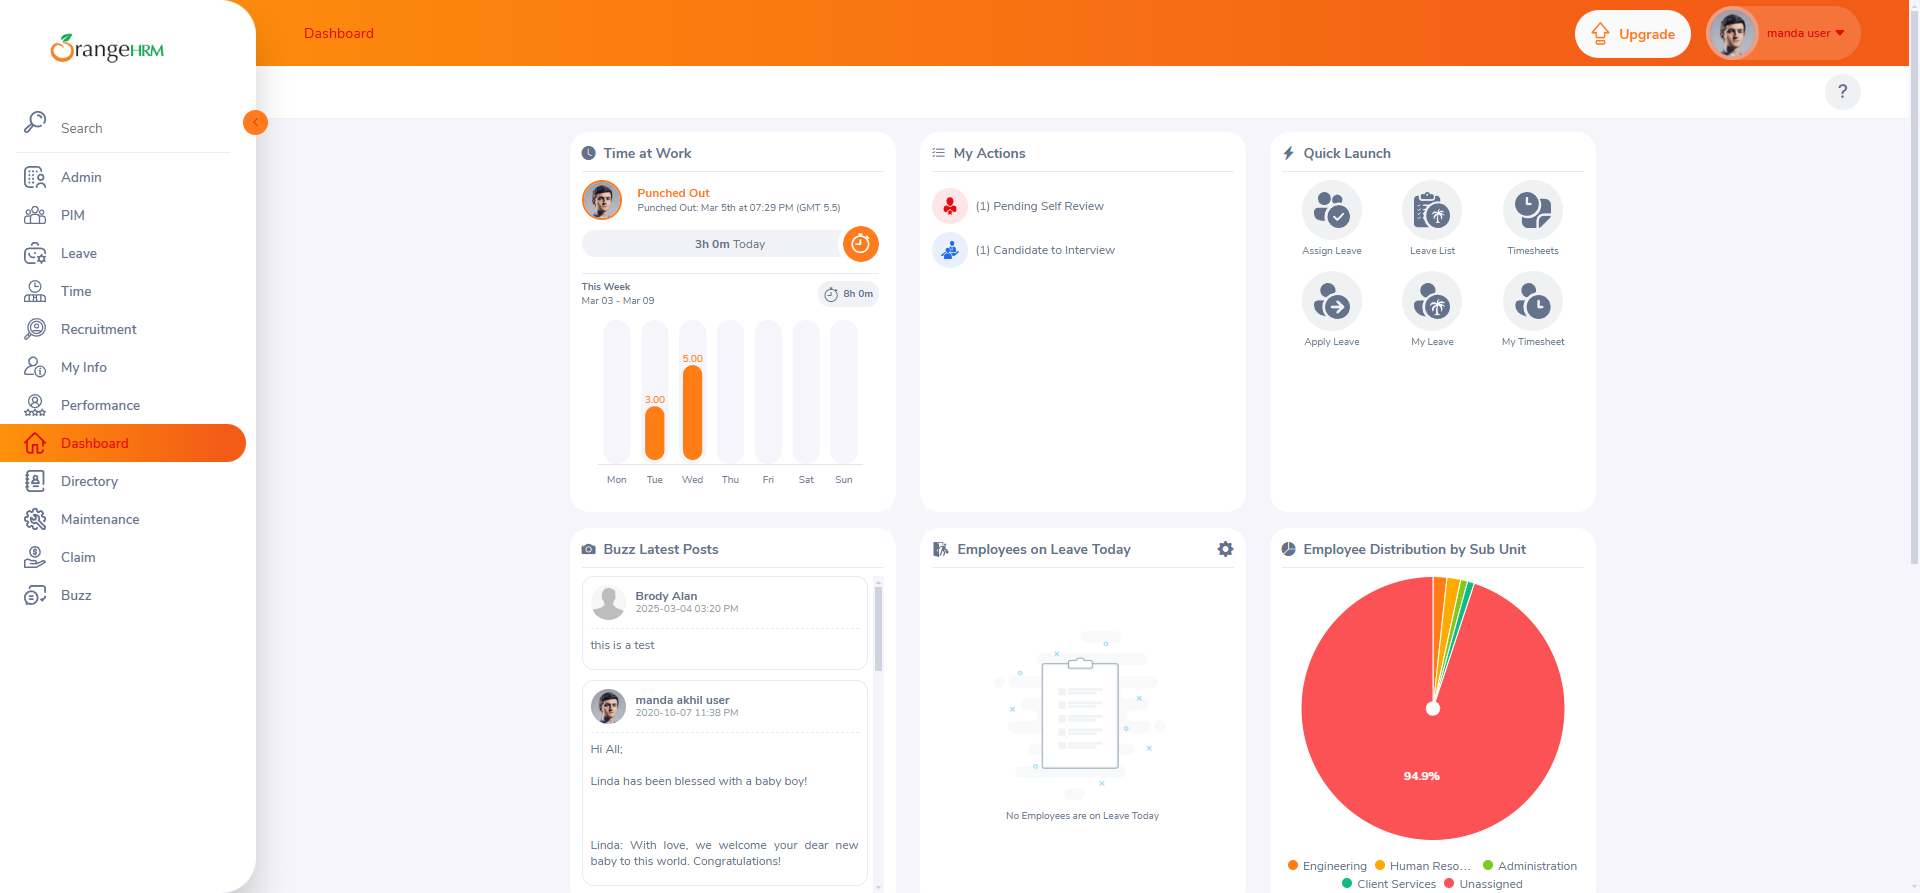 OrangeHRM
Search
Admin
PIM
Leave
Time
Recruitment
My Info
Performance
Dashboard
Directory
Maintenance
Claim
Buzz
Dashboard
Upgrade
manda user
?
Time at Work
Punched Out
Punched Out: Mar 5th at 07:29 PM (GMT 5.5)
3h 0m Today
This Week
Mar 03 - Mar 09
8h 0m
5.00
3.00
Mon Tue Wed Thu Fri Sat Sun
My Actions
(1) Pending Self Review
(1) Candidate to Interview
Quick Launch
Assign Leave Leave List Timesheets
Apply Leave My Leave My Timesheet
Buzz Latest Posts
Brody Alan
2025-03-04 03:20 PM
this is a test
manda akhil user
2020-10-07 11:38 PM
Hi All;
Linda has been blessed with a baby boy!
Linda: With love, we welcome your dear new
baby to this world. Congratulations!
Employees on Leave Today
No Employees are on Leave Today
Employee Distribution by Sub Unit
94.9%
Engineering Human Reso... Administration
Client Services Unassigned